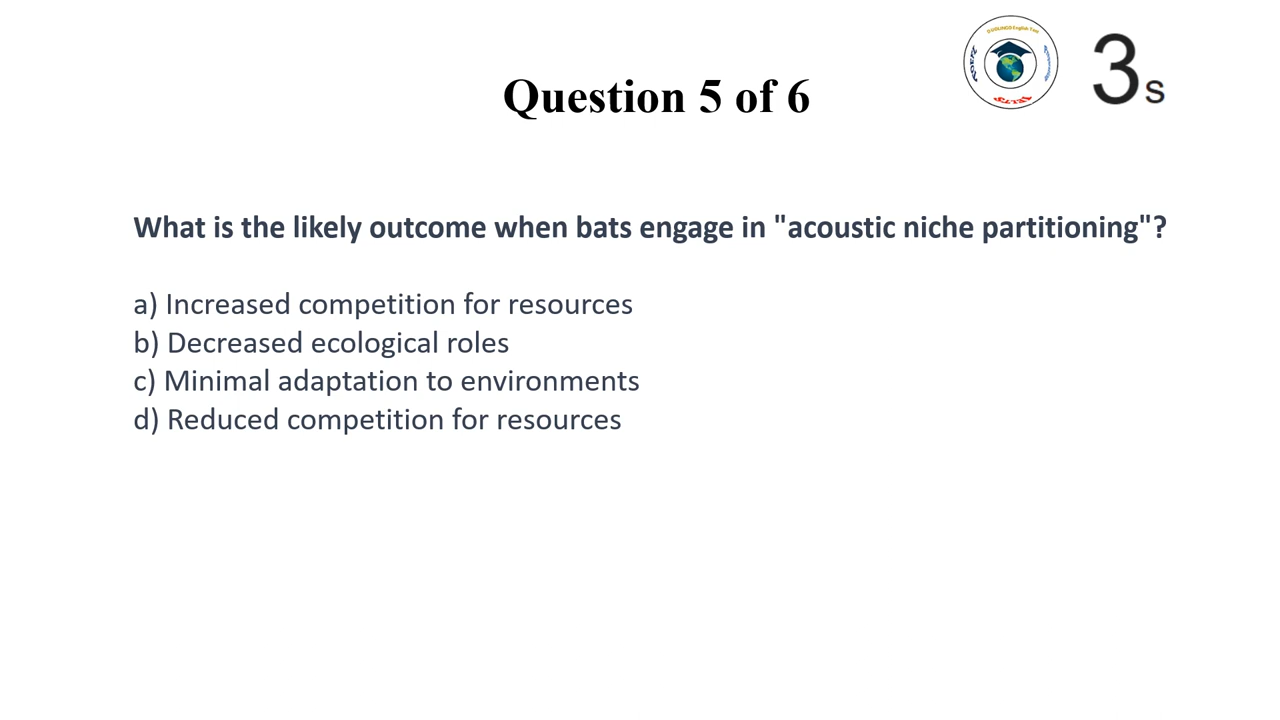 Question 5 of 6
3s
What is the likely outcome when bats engage in "acoustic niche partitioning"?
a) Increased competition for resources
b) Decreased ecological roles
c) Minimal adaptation to environments
d) Reduced competition for resources